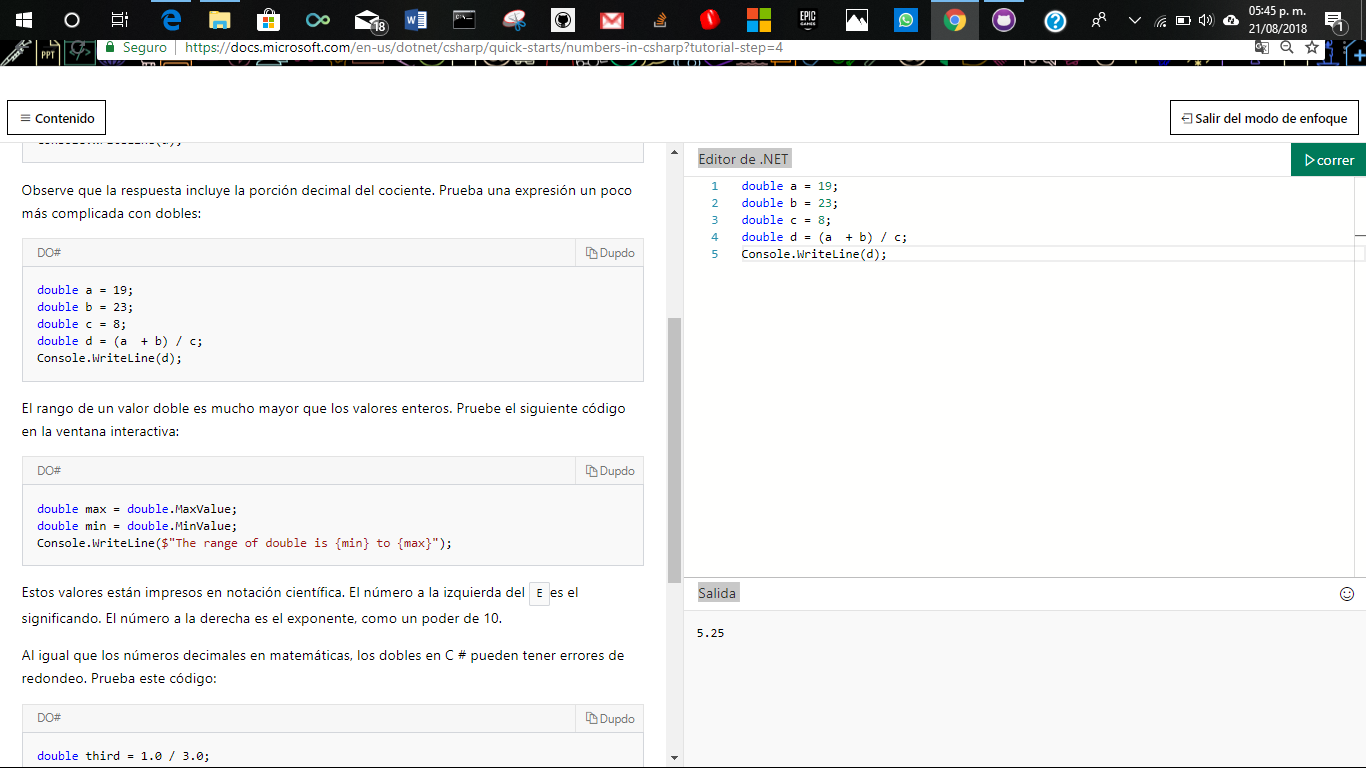 18
C:\_
EPIC
GAMES
05:45 p. m.
21/08/2018
1
PPT
Seguro
https://docs.microsoft.com/en-us/dotnet/csharp/quick-starts/numbers-in-csharp?tutorial-step=4
Contenido
Salir del modo de enfoque
Console.WriteLine(d);
Observe que la respuesta incluye la porción decimal del cociente. Prueba una expresión un poco
más complicada con dobles:
DO#
Dupdo
double a = 19;
double b = 23;
double c = 8;
double d = (a  + b) / c;
Console.WriteLine(d);
El rango de un valor doble es mucho mayor que los valores enteros. Pruebe el siguiente código
en la ventana interactiva:
DO#
Dupdo
double max = double.MaxValue;
double min = double.MinValue;
Console.WriteLine($"The range of double is {min} to {max}");
Estos valores están impresos en notación científica. El número a la izquierda del E es el
significando. El número a la derecha es el exponente, como un poder de 10.
Al igual que los números decimales en matemáticas, los dobles en C # pueden tener errores de
redondeo. Prueba este código:
DO#
Dupdo
double third = 1.0 / 3.0;
Editor de .NET
correr
1 double a = 19;
2 double b = 23;
3 double c = 8;
4 double d = (a  + b) / c;
5 Console.WriteLine(d);
Salida
5.25